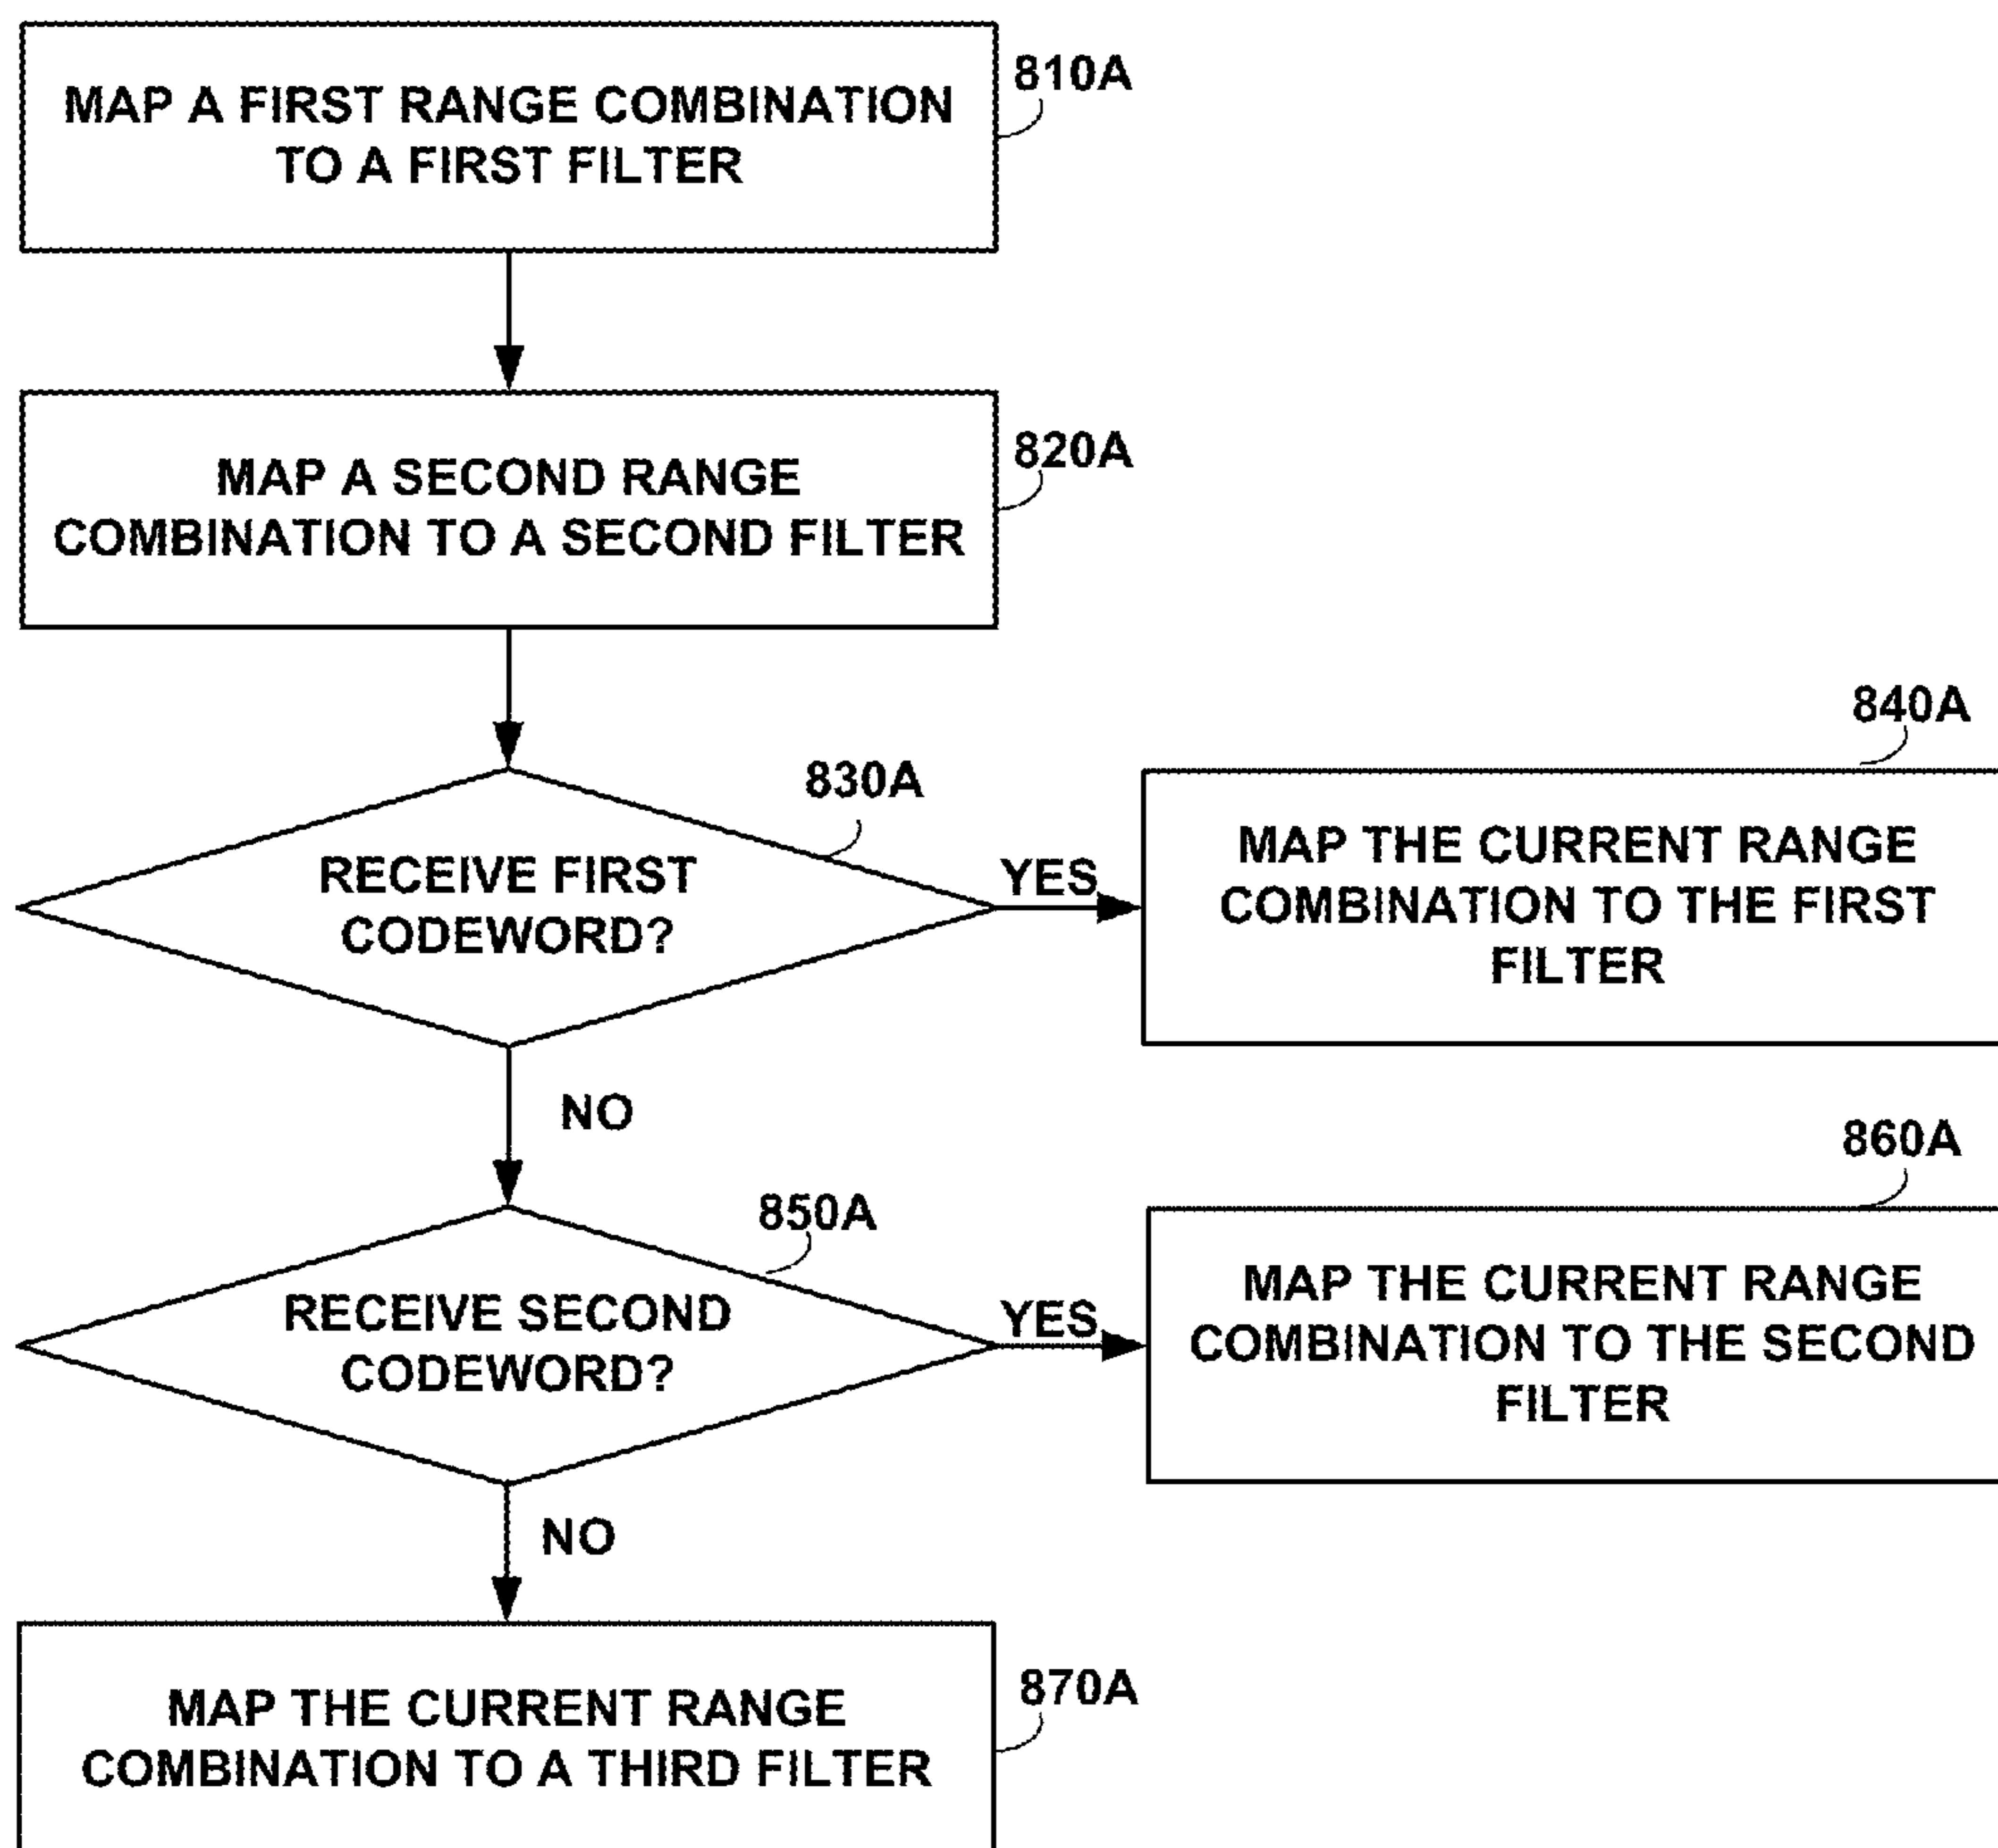 MAP A FIRST RANGE COMBINATION
TO A FIRST FILTER
810A
MAP A SECOND RANGE
COMBINATION TO A SECOND FILTER
820A
RECEIVE FIRST
CODEWORD?
830A
YES
840A
MAP THE CURRENT RANGE
COMBINATION TO THE FIRST
FILTER
NO
RECEIVE SECOND
CODEWORD?
850A
YES
860A
MAP THE CURRENT RANGE
COMBINATION TO THE SECOND
FILTER
NO
MAP THE CURRENT RANGE
COMBINATION TO A THIRD FILTER
870A